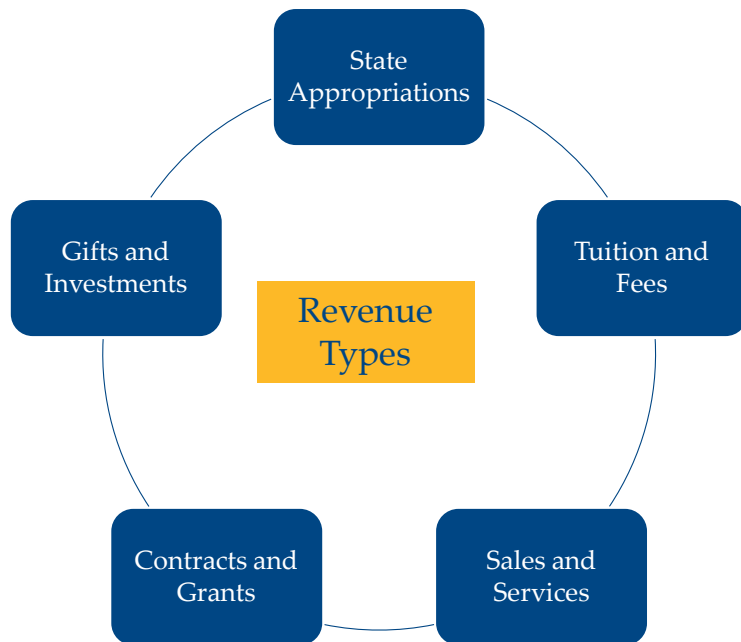 State
Appropriations
Gifts and
Investments
Tuition and
Fees
Revenue
Types
Contracts and
Grants
Sales and
Services